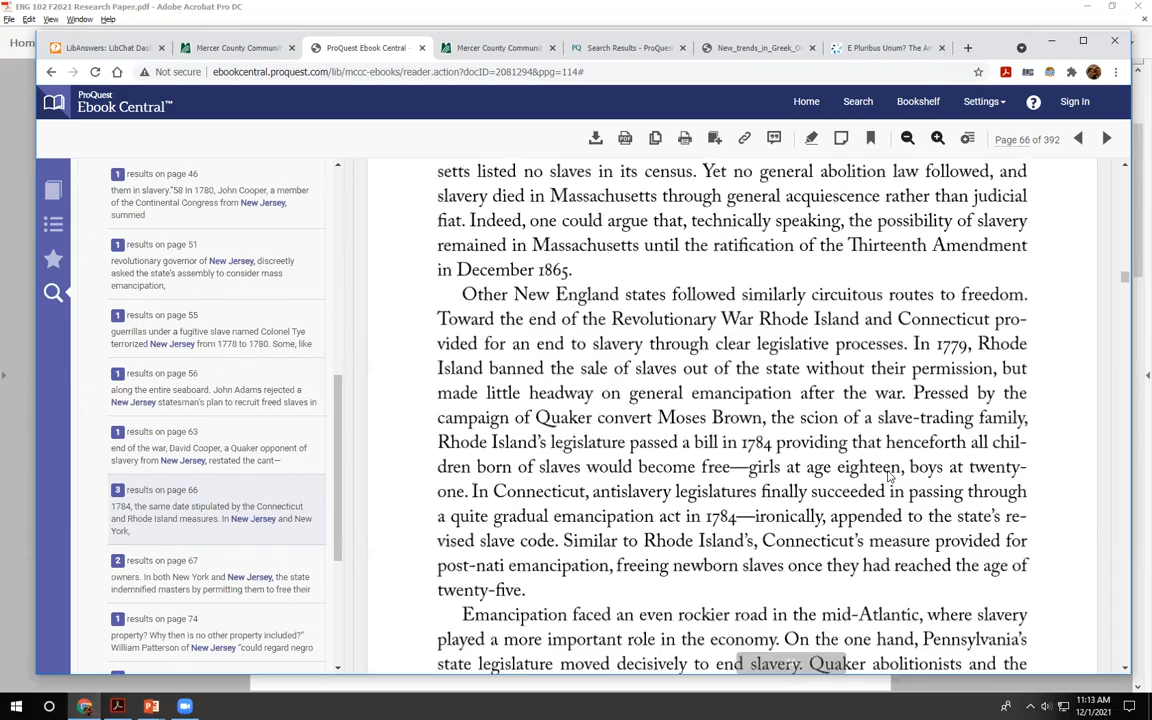 ENG 102 F2021 Research Paper.pdf - Adobe Acrobat Pro DC
File Edit View Window Help
Hom
LibAnswers: LibChat Das
Mercer County Communi
ProQuest Ebook Central -
Mercer County Communi
PQ Search Results - ProQues
New_trends_in_Greek_O
E Pluribus Unum? The An
Not secure ebookcentral.proquest.com/lib/mccc-ebooks/reader.action?docID=2081294&ppg=114#
ProQuest
Ebook Central™
Home Search Bookshelf Settings Sign In
Page 66 of 392
1 results on page 46
them in slavery."58 In 1780, John Cooper, a member
of the Continental Congress from New Jersey,
summed
1 results on page 51
revolutionary governor of New Jersey, discreetly
asked the state's assembly to consider mass
emancipation,
1 results on page 55
guerrillas under a fugitive slave named Colonel Tye
terrorized New Jersey from 1778 to 1780. Some, like
1 results on page 56
along the entire seaboard. John Adams rejected a
New Jersey statesman's plan to recruit freed slaves in
1 results on page 63
end of the war, David Cooper, a Quaker opponent of
slavery from New Jersey, restated the cant—
3 results on page 66
1784, the same date stipulated by the Connecticut
and Rhode Island measures. In New Jersey and New
York,
2 results on page 67
owners. In both New York and New Jersey, the state
indemnified masters by permitting them to free their
1 results on page 74
property? Why then is no other property included?"
William Patterson of New Jersey "could regard negro
setts listed no slaves in its census. Yet no general abolition law followed, and
slavery died in Massachusetts through general acquiescence rather than judicial
fiat. Indeed, one could argue that, technically speaking, the possibility of slavery
remained in Massachusetts until the ratification of the Thirteenth Amendment
in December 1865.
Other New England states followed similarly circuitous routes to freedom.
Toward the end of the Revolutionary War Rhode Island and Connecticut pro-
vided for an end to slavery through clear legislative processes. In 1779, Rhode
Island banned the sale of slaves out of the state without their permission, but
made little headway on general emancipation after the war. Pressed by the
campaign of Quaker convert Moses Brown, the scion of a slave-trading family,
Rhode Island's legislature passed a bill in 1784 providing that henceforth all chil-
dren born of slaves would become free—girls at age eighteen, boys at twenty-
one. In Connecticut, antislavery legislatures finally succeeded in passing through
a quite gradual emancipation act in 1784—ironically, appended to the state's re-
vised slave code. Similar to Rhode Island's, Connecticut's measure provided for
post-nati emancipation, freeing newborn slaves once they had reached the age of
twenty-five.
Emancipation faced an even rockier road in the mid-Atlantic, where slavery
played a more important role in the economy. On the one hand, Pennsylvania's
state legislature moved decisively to end slavery. Quaker abolitionists and the
11:13 AM
12/1/2021